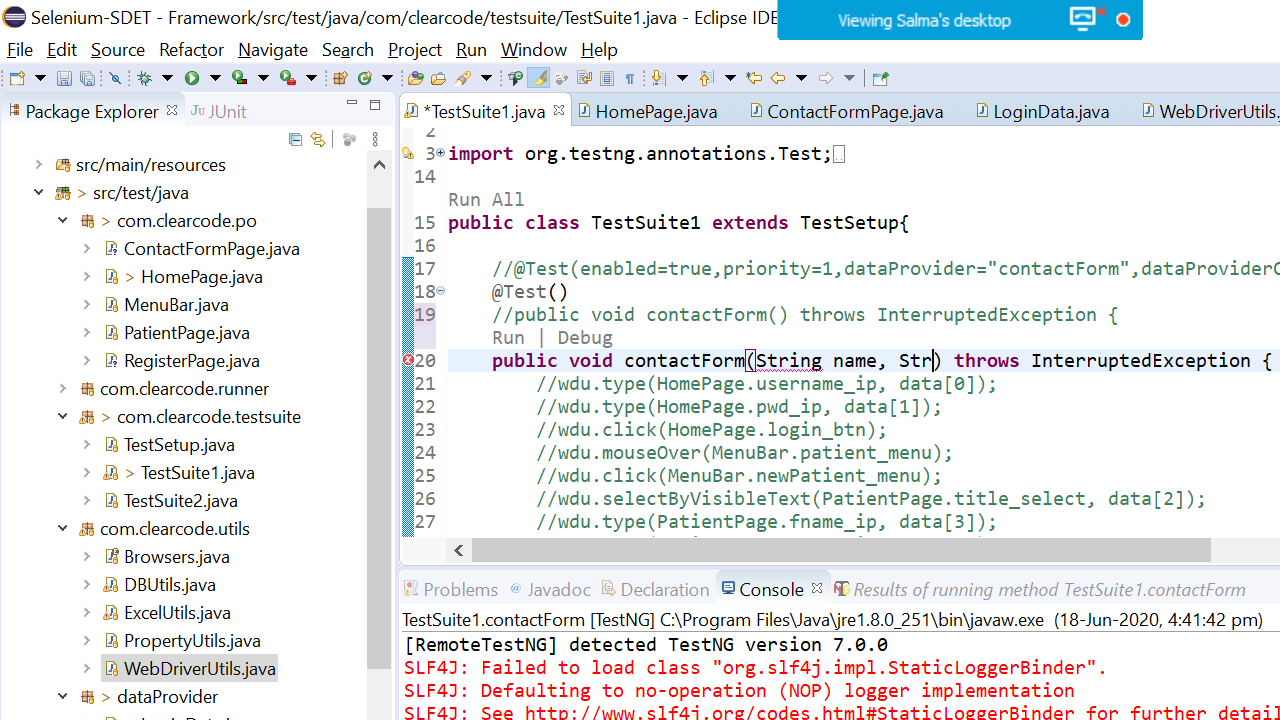 Selenium-SDET - Framework/src/test/java/com/clearcode/testsuite/TestSuite1.java - Eclipse IDE
Viewing Salma's desktop
File Edit Source Refactor Navigate Search Project Run Window Help
Package Explorer
JUnit
*TestSuite1.java
HomePage.java
ContactFormPage.java
LoginData.java
WebDriverUtils.
src/main/resources
> src/test/java
> com.clearcode.po
ContactFormPage.java
> HomePage.java
MenuBar.java
PatientPage.java
RegisterPage.java
com.clearcode.runner
> com.clearcode.testsuite
TestSetup.java
> TestSuite1.java
TestSuite2.java
com.clearcode.utils
Browsers.java
DBUtils.java
ExcelUtils.java
PropertyUtils.java
WebDriverUtils.java
> dataProvider
2
3 import org.testng.annotations.Test;
14
Run All
15 public class TestSuite1 extends TestSetup{
16
17 //@Test(enabled=true,priority=1,dataProvider="contactForm",dataProviderC
18 @Test()
19 //public void contactForm() throws InterruptedException {
Run | Debug
20 public void contactForm(String name, Str) throws InterruptedException {
21 //wdu.type(HomePage.username_ip, data[0]);
22 //wdu.type(HomePage.pwd_ip, data[1]);
23 //wdu.click(HomePage.login_btn);
24 //wdu.mouseOver(MenuBar.patient_menu);
25 //wdu.click(MenuBar.newPatient_menu);
26 //wdu.selectByVisibleText(PatientPage.title_select, data[2]);
27 //wdu.type(PatientPage.fname_ip, data[3]);
Problems @ Javadoc Declaration Console Results of running method TestSuite1.contactForm
TestSuite1.contactForm [TestNG] C:\Program Files\Java\jre1.8.0_251\bin\javaw.exe (18-Jun-2020, 4:41:42 pm)
[RemoteTestNG] detected TestNG version 7.0.0
SLF4J: Failed to load class "org.slf4j.impl.StaticLoggerBinder".
SLF4J: Defaulting to no-operation (NOP) logger implementation
SLF4J: See http://www.slf4j.org/codes.html#StaticLoggerBinder for further detai